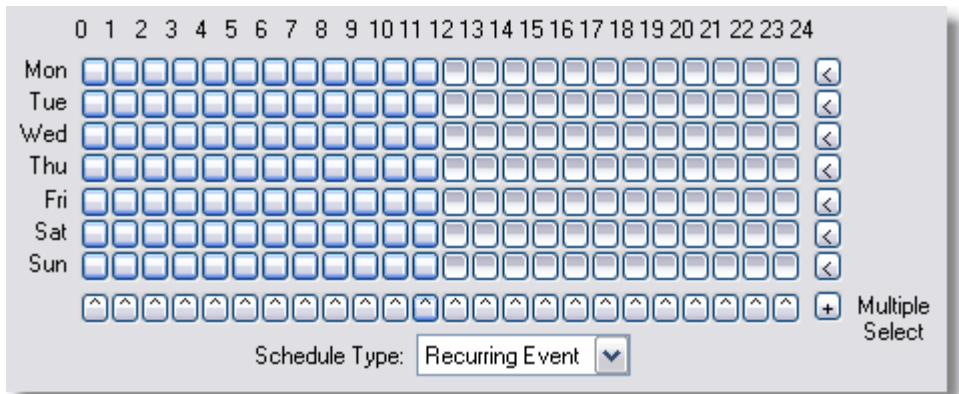 0 1 2 3 4 5 6 7 8 9 10 11 12 13 14 15 16 17 18 19 20 21 22 23 24
Mon <
Tue <
Wed <
Thu <
Fri <
Sat <
Sun <
^ ^ ^ ^ ^ ^ ^ ^ ^ ^ ^ ^ ^ ^ ^ ^ ^ ^ ^ ^ ^ ^ ^ ^ + Multiple
Select
Schedule Type: Recurring Event